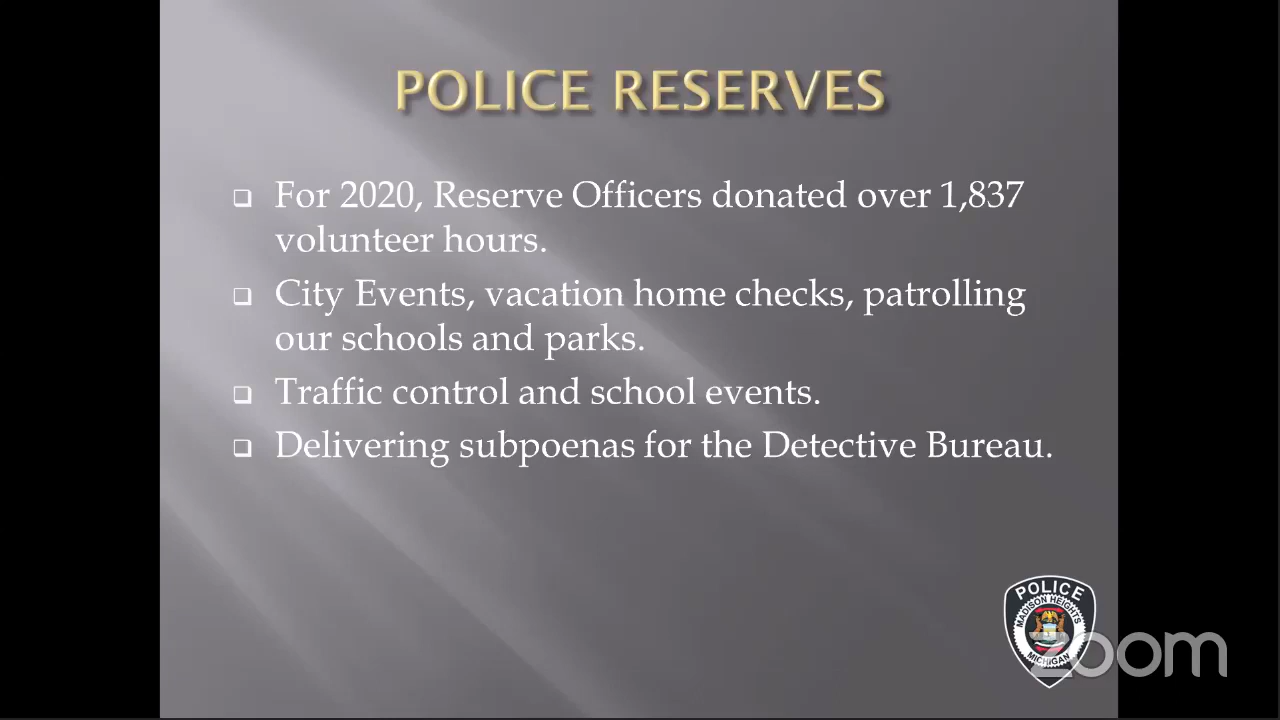 POLICE RESERVES
For 2020, Reserve Officers donated over 1,837
volunteer hours.
City Events, vacation home checks, patrolling
our schools and parks.
Traffic control and school events.
Delivering subpoenas for the Detective Bureau.
POLICE
MADISON HEIGHTS
MICHIGAN
zoom